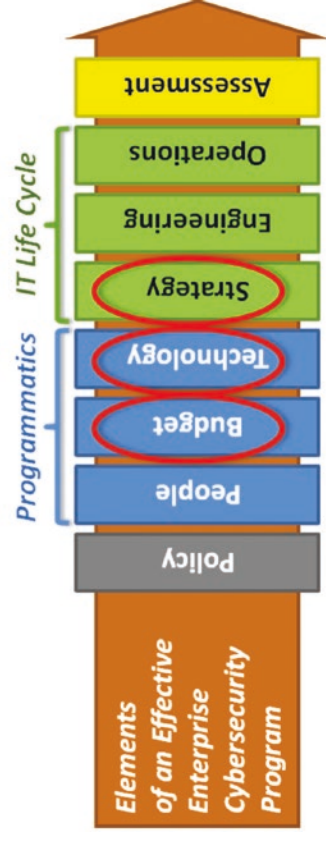 Programmatics
IT Life Cycle
Elements
of an Effective
Enterprise
Cybersecurity
Program
Policy
People
Budget
Technology
Strategy
Engineering
Operations
Assessment